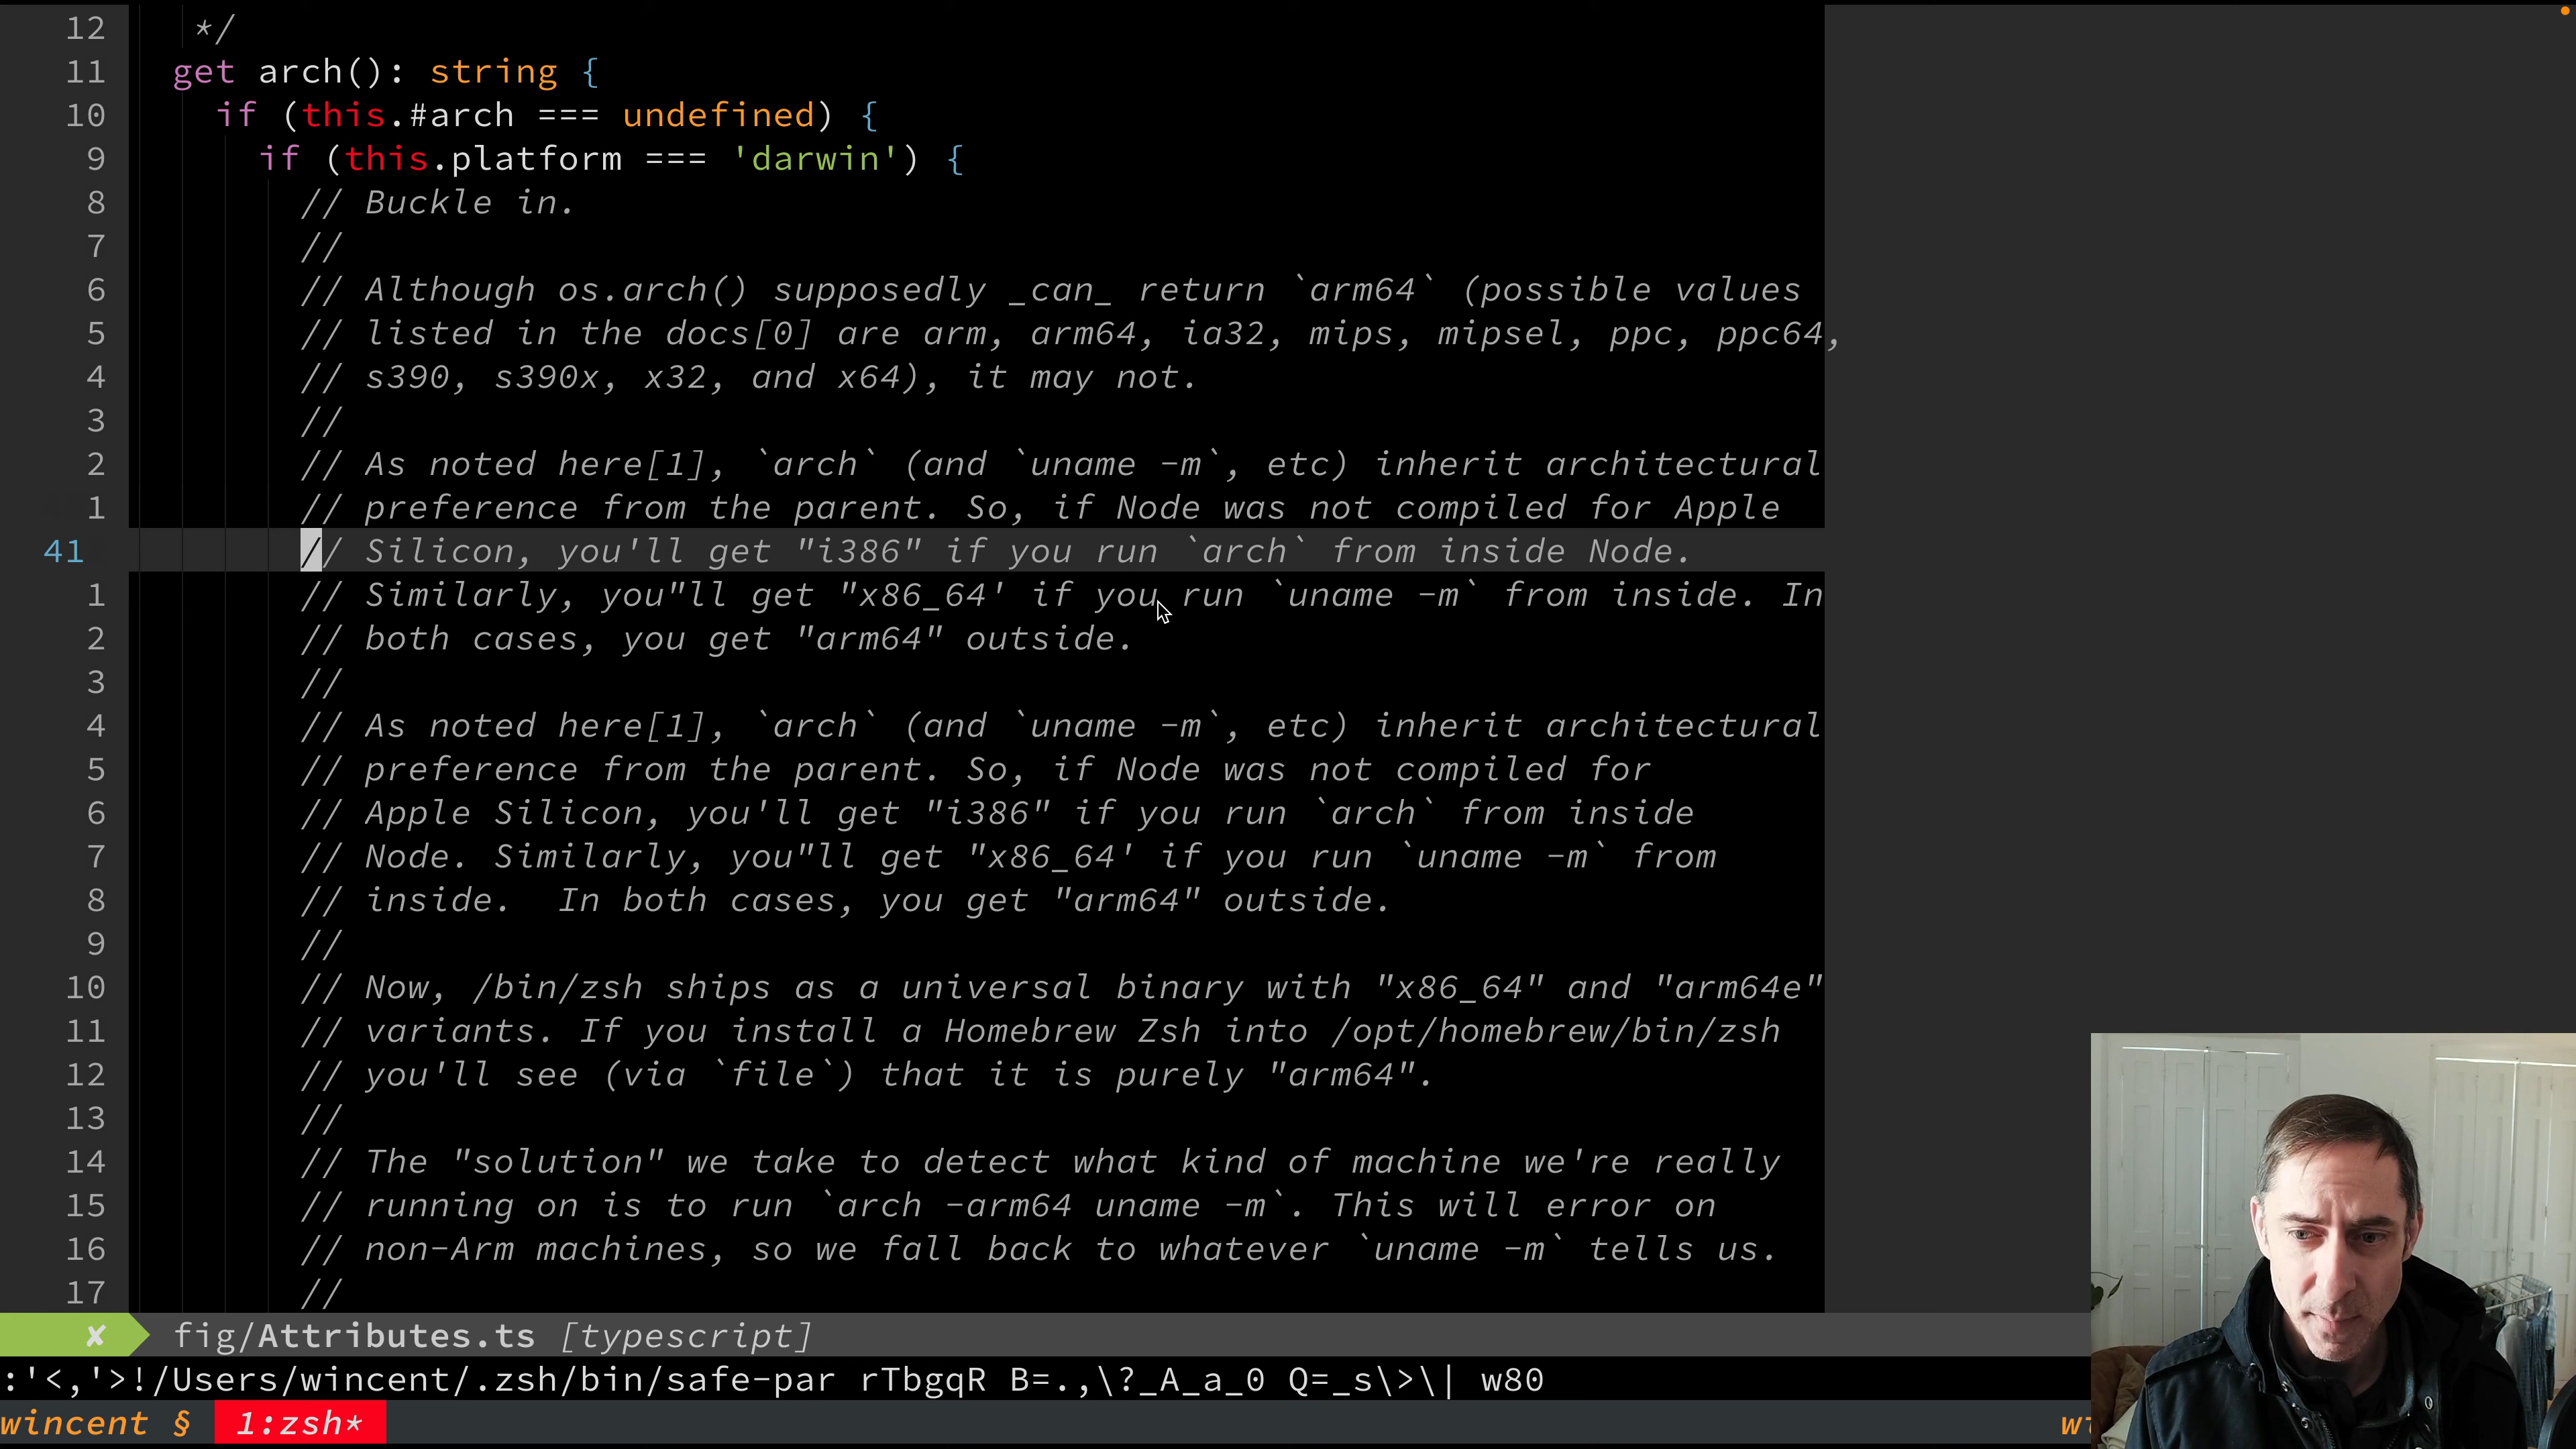 12 */
11 get arch(): string {
10 if (this.#arch === undefined) {
9 if (this.platform === 'darwin') {
8 // Buckle in.
7 //
6 // Although os.arch() supposedly _can_ return `arm64` (possible values
5 // listed in the docs[0] are arm, arm64, ia32, mips, mipsel, ppc, ppc64,
4 // s390, s390x, x32, and x64), it may not.
3 //
2 // As noted here[1], `arch` (and `uname -m`, etc) inherit architectural
1 // preference from the parent. So, if Node was not compiled for Apple
41 // Silicon, you'll get "i386" if you run `arch` from inside Node.
1 // Similarly, you"ll get "x86_64' if you run `uname -m` from inside. In
2 // both cases, you get "arm64" outside.
3 //
4 // As noted here[1], `arch` (and `uname -m`, etc) inherit architectural
5 // preference from the parent. So, if Node was not compiled for
6 // Apple Silicon, you'll get "i386" if you run `arch` from inside
7 // Node. Similarly, you"ll get "x86_64' if you run `uname -m` from
8 // inside.  In both cases, you get "arm64" outside.
9 //
10 // Now, /bin/zsh ships as a universal binary with "x86_64" and "arm64e"
11 // variants. If you install a Homebrew Zsh into /opt/homebrew/bin/zsh
12 // you'll see (via `file`) that it is purely "arm64".
13 //
14 // The "solution" we take to detect what kind of machine we're really
15 // running on is to run `arch -arm64 uname -m`. This will error on
16 // non-Arm machines, so we fall back to whatever `uname -m` tells us.
17 //
✘ fig/Attributes.ts [typescript]
:'<,'>!/Users/wincent/.zsh/bin/safe-par rTbgqR B=.,\?_A_a_0 Q=_s\>\| w80
wincent § 1:zsh*